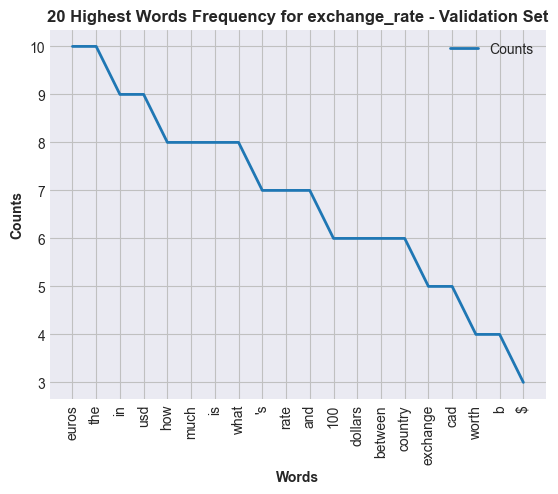 20 Highest Words Frequency for exchange_rate - Validation Set
Counts
10
9
8
7
6
5
4
3
Counts
euros
the
in
usd
how
much
is
what
's
rate
and
100
dollars
between
country
exchange
cad
worth
b
$
Words